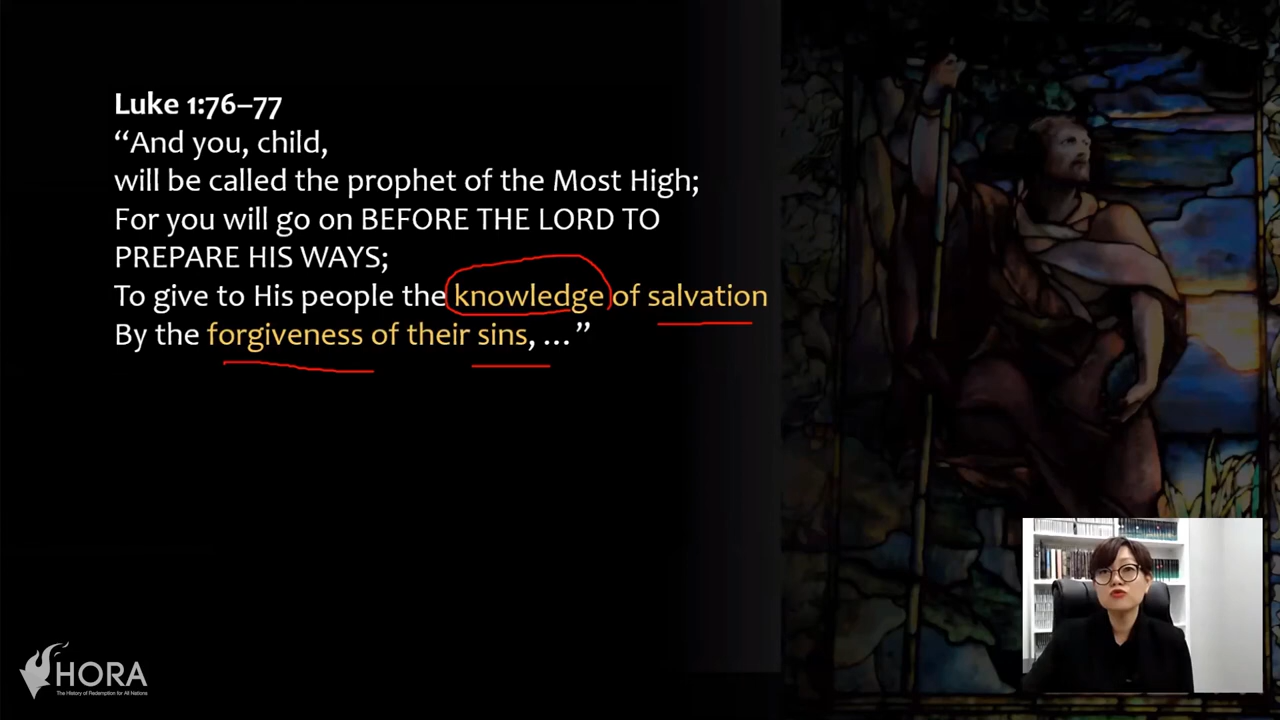 Luke 1:76–77
“And you, child,
will be called the prophet of the Most High;
For you will go on BEFORE THE LORD TO
PREPARE HIS WAYS;
To give to His people the knowledge of salvation
By the forgiveness of their sins, …”
HORA
The History of Redemption for All Nations